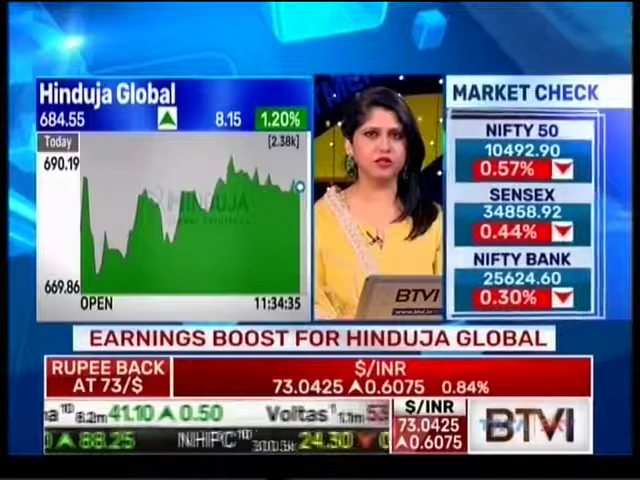 Hinduja Global
684.55 8.15 1.20%
Today [2.38k]
690.19
HINDUJA
669.86
OPEN 11:34:35
MARKET CHECK
NIFTY 50
10492.90
0.57%
SENSEX
34858.92
0.44%
NIFTY BANK
25624.60
0.30%
BTVI
EARNINGS BOOST FOR HINDUJA GLOBAL
RUPEE BACK
AT 73/$
$/INR
73.0425 0.6075 0.84%
41.10 0.50 Voltas
88.25 NHPC 24.30
$/INR
73.0425
0.6075
BTVI
TATA SKY